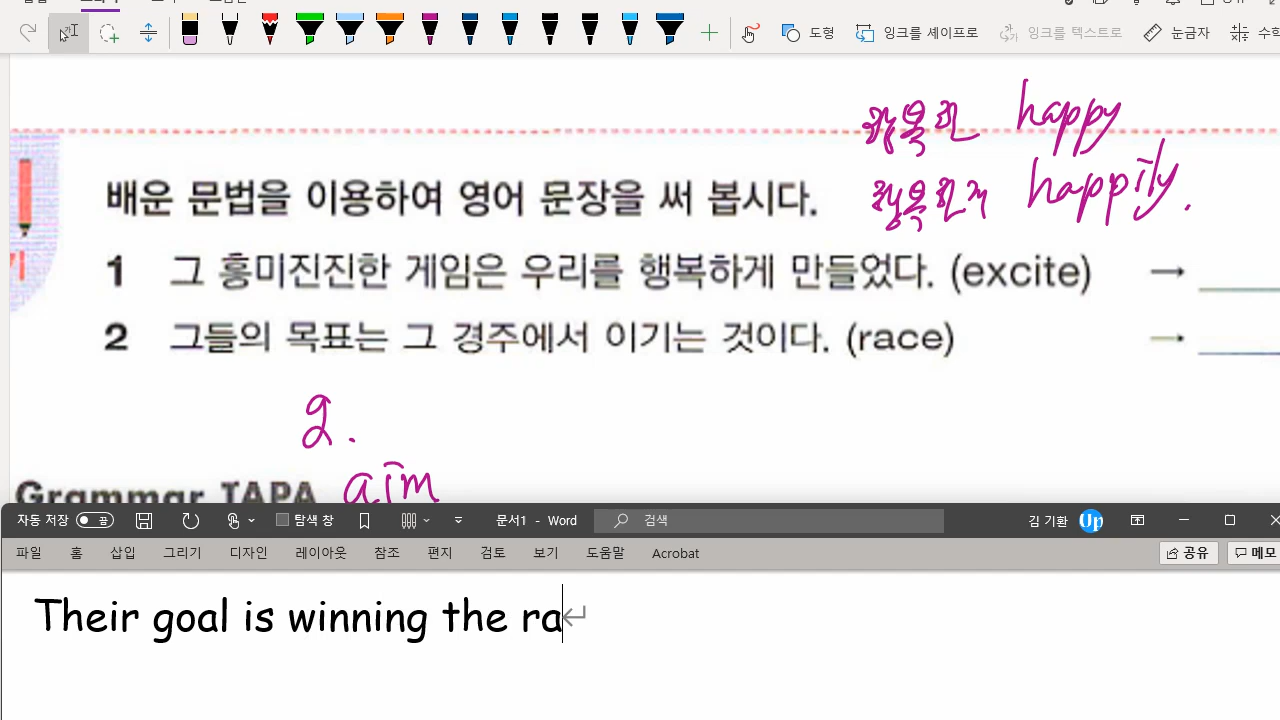 도형
잉크를 셰이프로
잉크를 텍스트로
눈금자
수학
행복한 happy
행복하게 happily.
배운 문법을 이용하여 영어 문장을 써 봅시다.
1 그 흥미진진한 게임은 우리를 행복하게 만들었다. (excite) →
2 그들의 목표는 그 경주에서 이기는 것이다. (race) →
2.
aim
Grammar TAPA
자동 저장 끔 탐색 창 문서1 - Word 검색 김 기환 Up
파일 홈 삽입 그리기 디자인 레이아웃 참조 편지 검토 보기 도움말 Acrobat 공유 메모
Their goal is winning the ra